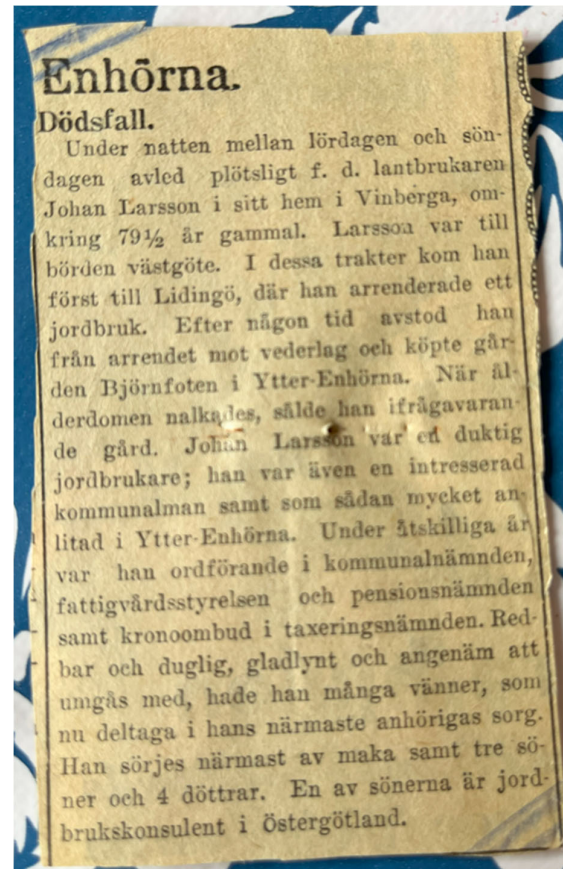 Enhörna.
Dödsfall.
Under natten mellan lördagen och sön-
dagen avled plötsligt f. d. lantbrukaren
Johan Larsson i sitt hem i Vinberga, om-
kring 79½ år gammal. Larsson var till
börden västgöte. I dessa trakter kom han
först till Lidingö, där han arrenderade ett
jordbruk. Efter någon tid avstod han
från arrendet mot vederlag och köpte går-
den Björnfoten i Ytter-Enhörna. När ål-
derdomen nalkades, sålde han ifrågavaran-
de gård. Johan Larsson var en duktig
jordbrukare; han var även en intresserad
kommunalman samt som sådan mycket an-
litad i Ytter-Enhörna. Under åtskilliga år
var han ordförande i kommunalnämnden,
fattigvårdsstyrelsen och pensionsnämnden
samt kronoombud i taxeringsnämnden. Red-
bar och duglig, gladlynt och angenäm att
umgås med, hade han många vänner, som
nu deltaga i hans närmaste anhörigas sorg.
Han sörjes närmast av maka samt tre sö-
ner och 4 döttrar. En av sönerna är jord-
brukskonsulent i Östergötland.